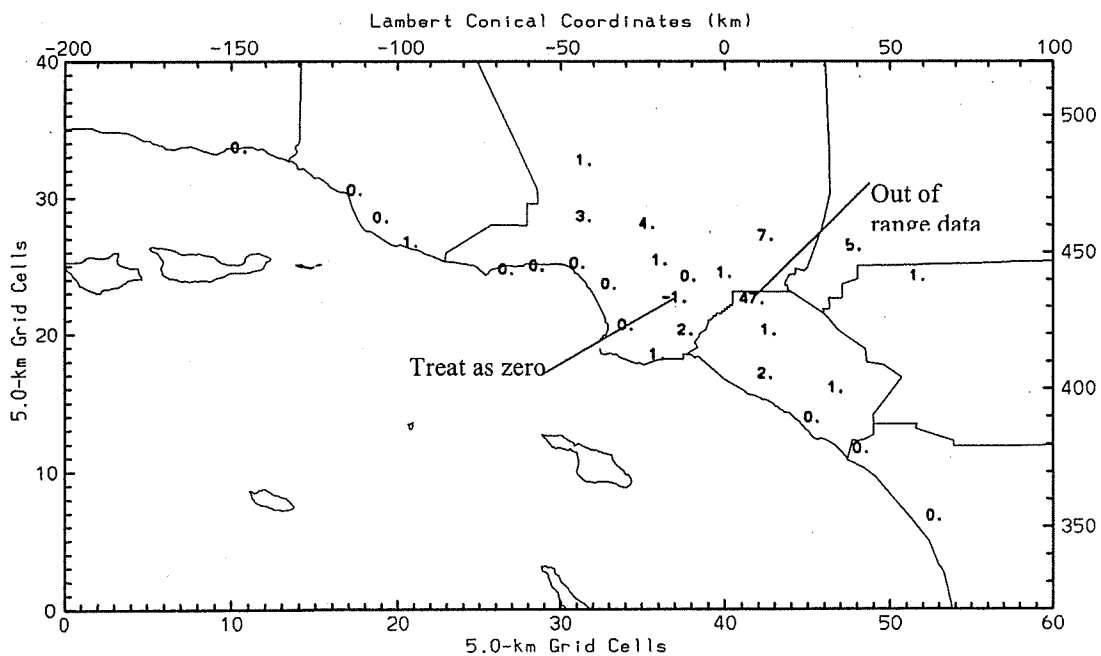 Lambert Conical Coordinates (km)
-200 -150 -100 -50 0 50 100
40
500
0.
1.
30
0.
Out of
range data
0.
3.
4.
7.
1.
5.
450
0. 0. 0. 1. 0. 0. 1.
0.
-1. 47.
0. 2. 1.
20
1
Treat as zero
2.
1.
400
0.
0.
10
0.
350
0
0 10 20 30 40 50 60
5.0-km Grid Cells
5.0-km Grid Cells